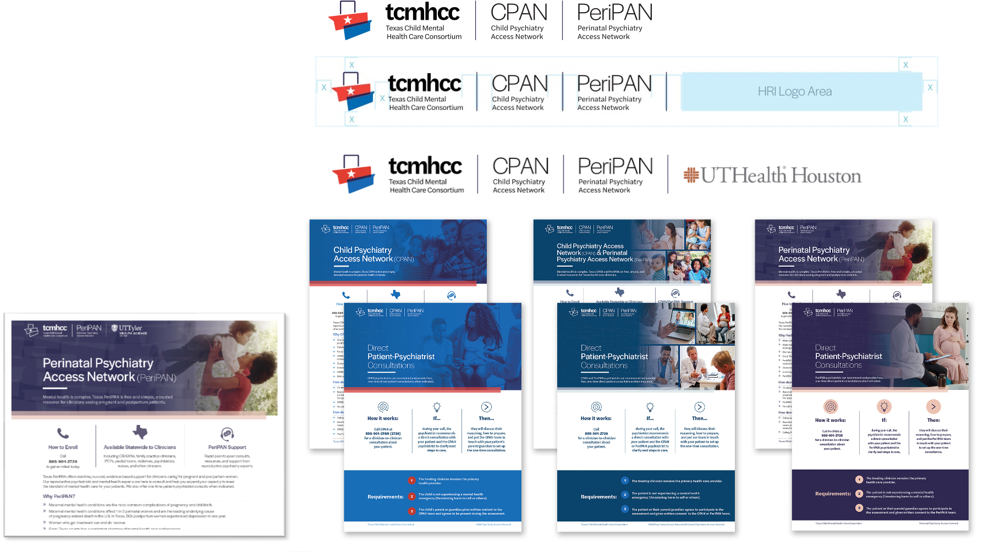 tcmhcc
Texas Child Mental
Health Care Consortium
CPAN
Child Psychiatry
Access Network
PeriPAN
Perinatal Psychiatry
Access Network
X
X
X
X
X
X
X
tcmhcc
Texas Child Mental
Health Care Consortium
CPAN
Child Psychiatry
Access Network
PeriPAN
Perinatal Psychiatry
Access Network
HRI Logo Area
tcmhcc
Texas Child Mental
Health Care Consortium
CPAN
Child Psychiatry
Access Network
PeriPAN
Perinatal Psychiatry
Access Network
UTHealth Houston
tcmhcc
PeriPAN
UT Tyler
HEALTH SCIENCE
Perinatal Psychiatry
Access Network (PeriPAN)
Mental health is complex. Texas PeriPAN is free and simple, a trusted
resource for clinicians seeing pregnant and postpartum patients.
How to Enroll
Call
888-901-2726
to get enrolled today.
Available Statewide to Clinicians
Including OB/GYNs, family practice clinicians,
PCPs, pediatricians, midwives, psychiatrists,
nurses, and other clinicians.
PeriPAN Support
Rapid peer-to-peer consults,
resources, and support from
reproductive psychiatry experts.
Texas PeriPAN offers real-time, no-cost, evidence-based support for clinicians caring for pregnant and postpartum women.
Our reproductive psychiatrists and mental health experts are here to consult and help you expand your capacity to meet
the standard of mental health care for your patients. We also offer one-time patient-psychiatrist consults when indicated.
Why PeriPAN?
» Maternal mental health conditions are the most common complications of pregnancy and childbirth.
» Maternal mental health conditions affect 1 in 5 perinatal women and are the leading underlying cause
of pregnancy-related death in the U.S. In Texas, 50k postpartum women experienced depression in one year.
» Women who get treatment can and do recover.
» Every Texas county has a persistent shortage of mental health care professionals
tcmhcc
CPAN
PeriPAN
Child Psychiatry
Access Network (CPAN)
Mental health is complex. Texas CPAN is free and simple,
a trusted resource for pediatric health clinicians.
tcmhcc
CPAN
PeriPAN
Direct
Patient-Psychiatrist
Consultations
CPAN psychiatrists can recommend and provide free,
one-time direct patient consultations when indicated.
How it works:
Call CPAN at
888-901-CPAN (2726)
for a clinician-to-clinician
consultation about
your patient.
If...
during your call, the
psychiatrist recommends
a direct consultation with
your patient and the CPAN
psychiatrist to clarify next
steps in care,
Then...
they will discuss their
reasoning, how to prepare,
and put the CPAN team in
touch with your patient's
parent/guardian to set up
the one-time consultation.
Requirements:
1 The treating clinician remains the primary
health provider.
2 The child is not experiencing a mental health
emergency (threatening harm to self or others).
3 The child's parent or guardian gives written consent to the
CPAN team and agrees to be present during the assessment.
Texas Child Mental Health Care Consortium
Child Psychiatry Access Network
tcmhcc
CPAN
PeriPAN
Child Psychiatry Access
Network (CPAN) & Perinatal
Psychiatry Access Network (PeriPAN)
Mental health is complex. Texas CPAN and PeriPAN are free, simple, and
trusted resources for Texas health care clinicians.
How to Enroll
Available Statewide to Clinicians
CPAN/PeriPAN Support
tcmhcc
CPAN
PeriPAN
Direct
Patient-Psychiatrist
Consultations
CPAN and PeriPAN psychiatrists can recommend and provide
free, one-time direct patient consultations when indicated.
How it works:
Call
888-901-2726
for a clinician-to-clinician
consultation about
your patient.
If...
during your call, the
psychiatrist recommends
a direct consultation with
your patient and the CPAN
or PeriPAN psychiatrist to
clarify next steps in care,
Then...
they will discuss their
reasoning, how to prepare,
and put our team in touch
with your patient to set up
the one-time consultation.
Requirements:
1 The treating clinician remains the primary health care provider.
2 The patient is not experiencing a mental health
emergency (threatening harm to self or others).
3 The patient or their parent/guardian agrees to participate in the
assessment and gives written consent to the CPAN or PeriPAN team.
Texas Child Mental Health Care Consortium
Child Psychiatry Access Network | Perinatal Psychiatry Access Network
tcmhcc
CPAN
PeriPAN
Perinatal Psychiatry
Access Network (PeriPAN)
Mental health is complex. Texas PeriPAN is free and simple, a trusted
resource for clinicians seeing pregnant and postpartum patients.
tcmhcc
PeriPAN
Direct
Patient-Psychiatrist
Consultations
PeriPAN psychiatrists can recommend and provide free,
one-time direct patient consultations when indicated.
How it works:
Call PeriPAN at
888-901-2726
for a clinician-to-clinician
consultation about
your patient.
If:
during your call, the
psychiatrist recommends
a direct consultation
with your patient and the
PeriPAN psychiatrist to
clarify next steps in care,
Then:
they will discuss their
reasoning, how to prepare,
and put the PeriPAN team
in touch with your patient
to set up the one-time
consultation.
Requirements:
1 The treating clinician remains the primary
health care provider.
2 The patient is not experiencing a mental health
emergency (threatening harm to self or others).
3 The patient or their parent/guardian agrees to participate in
the assessment and gives written consent to the PeriPAN team.
Texas Child Mental Health Care Consortium
Perinatal Psychiatry Access Network